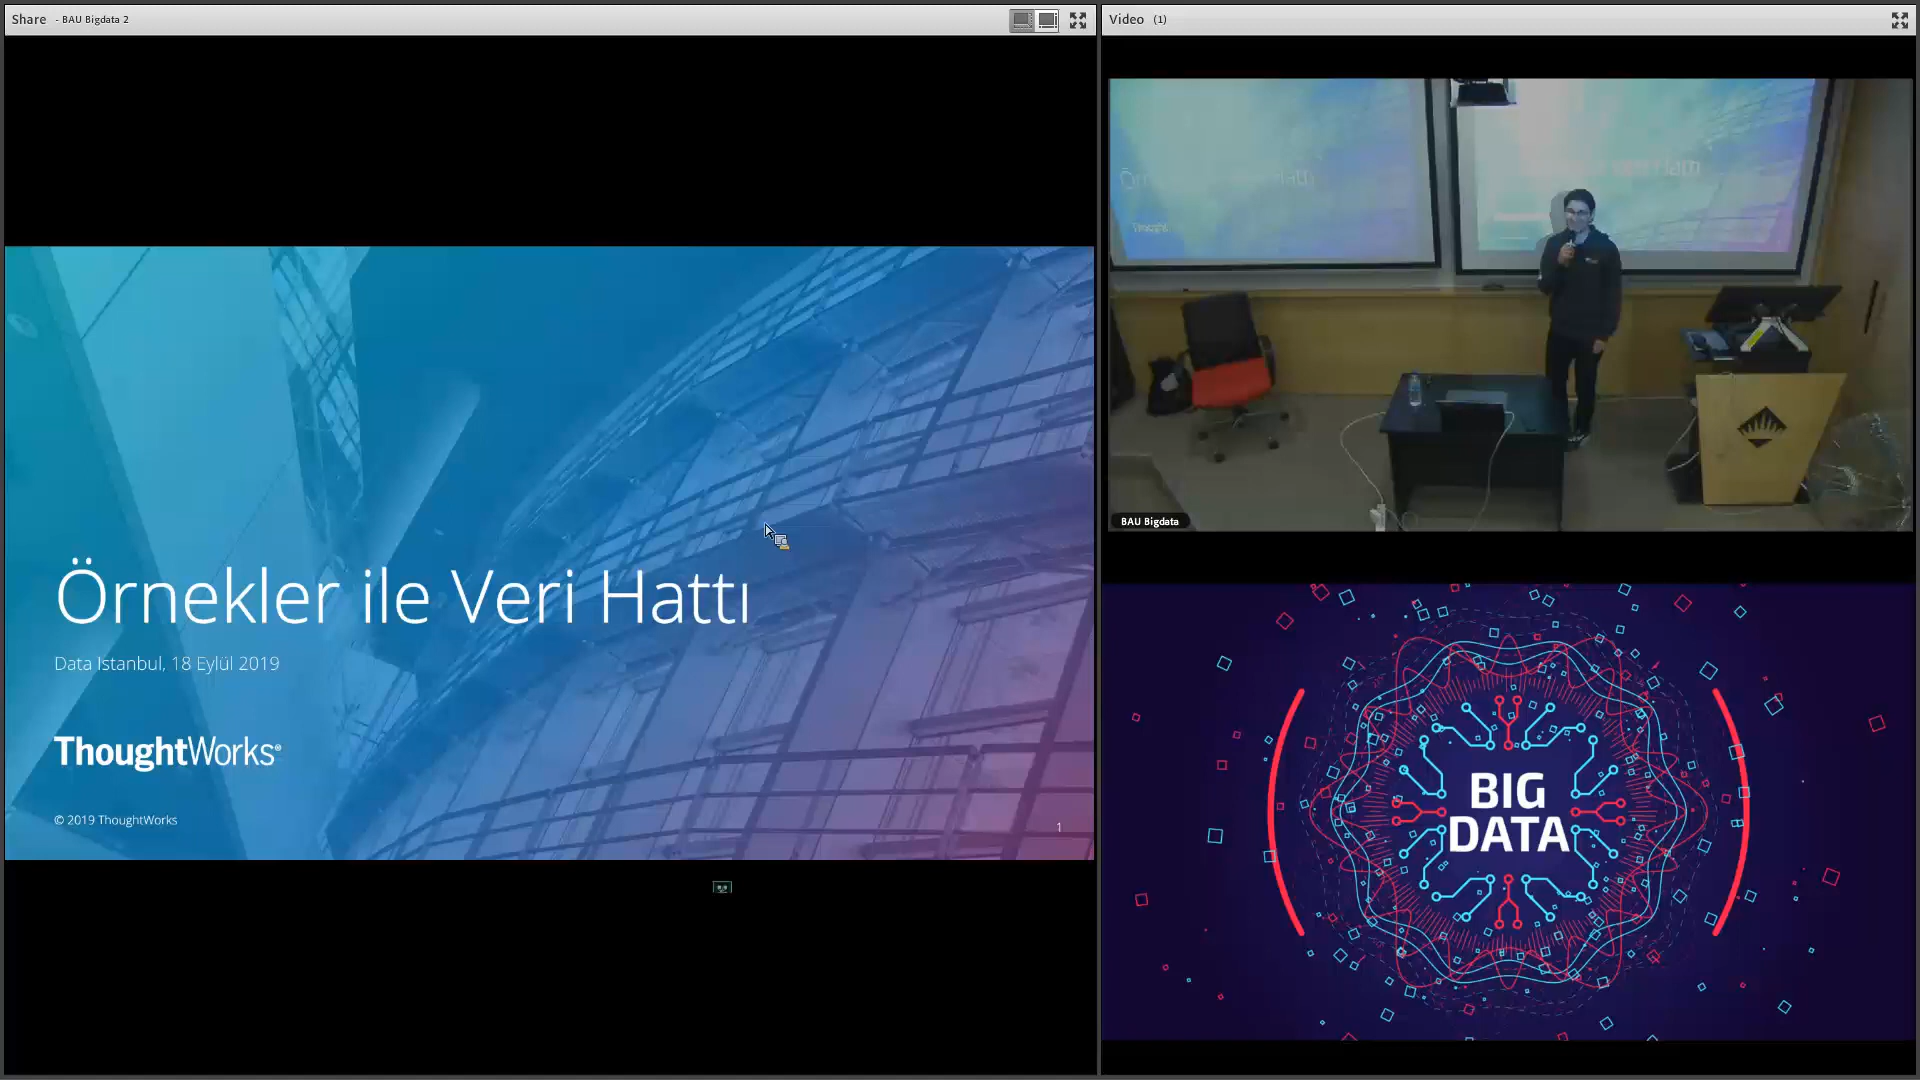 Share - BAU Bigdata 2
Örnekler ile Veri Hattı
Data Istanbul, 18 Eylül 2019
ThoughtWorks®
© 2019 ThoughtWorks
1
Video (1)
BAU Bigdata
BIG
DATA